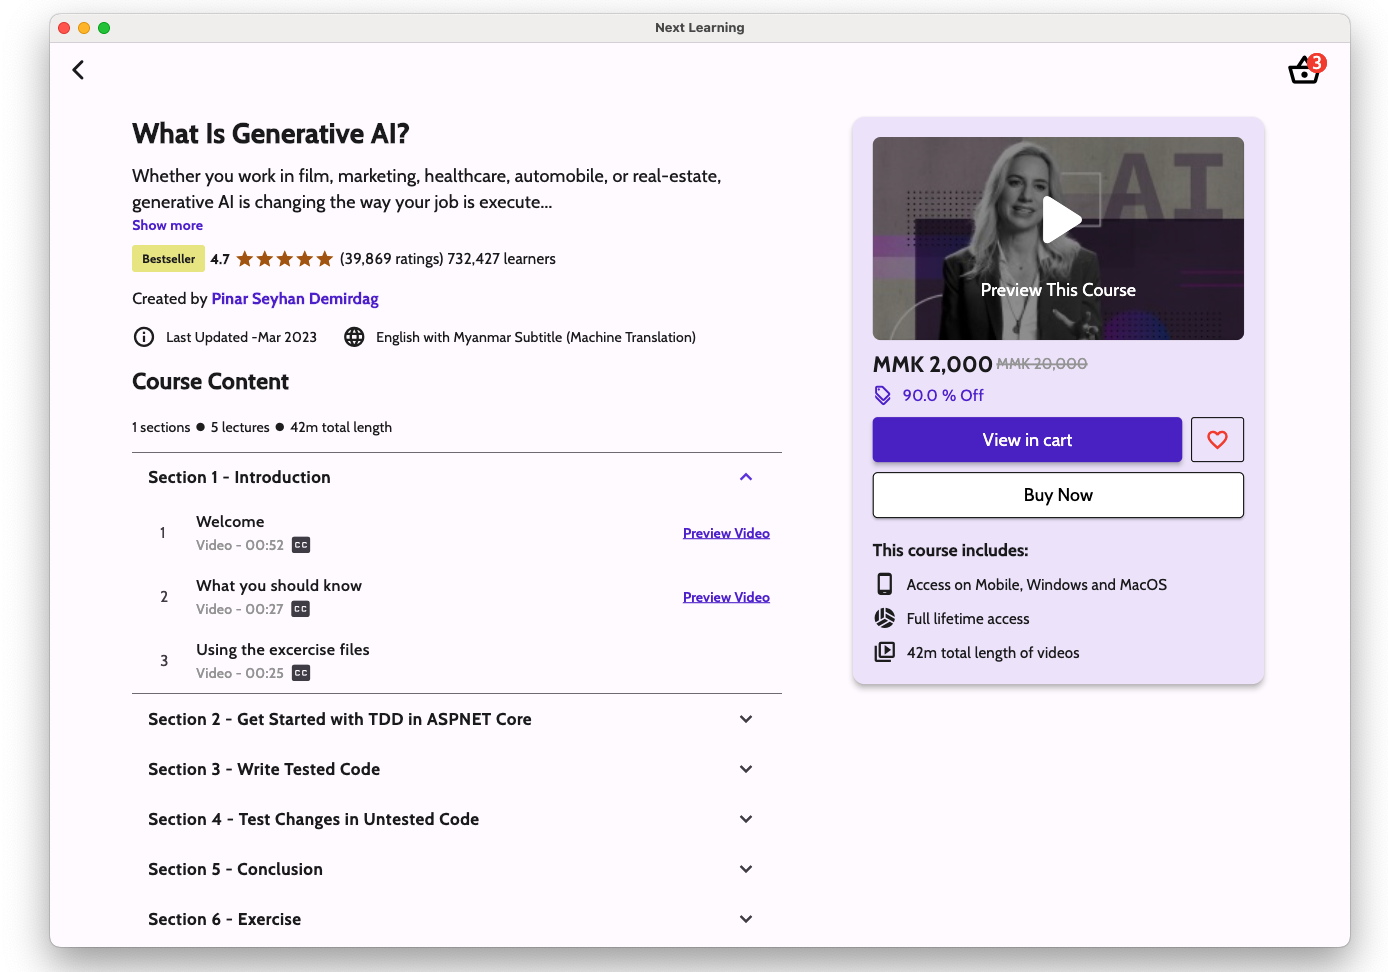 Next Learning
3
What Is Generative AI?
Whether you work in film, marketing, healthcare, automobile, or real-estate,
generative AI is changing the way your job is execute...
Show more
Bestseller 4.7 (39,869 ratings) 732,427 learners
Created by Pinar Seyhan Demirdag
Last Updated -Mar 2023 English with Myanmar Subtitle (Machine Translation)
Course Content
1 sections ● 5 lectures ● 42m total length
Section 1 - Introduction
1 Welcome
Video - 00:52 CC
Preview Video
2 What you should know
Video - 00:27 CC
Preview Video
3 Using the excercise files
Video - 00:25 CC
Section 2 - Get Started with TDD in ASPNET Core
Section 3 - Write Tested Code
Section 4 - Test Changes in Untested Code
Section 5 - Conclusion
Section 6 - Exercise
AI
Preview This Course
MMK 2,000 MMK 20,000
90.0 % Off
View in cart
Buy Now
This course includes:
Access on Mobile, Windows and MacOS
Full lifetime access
42m total length of videos